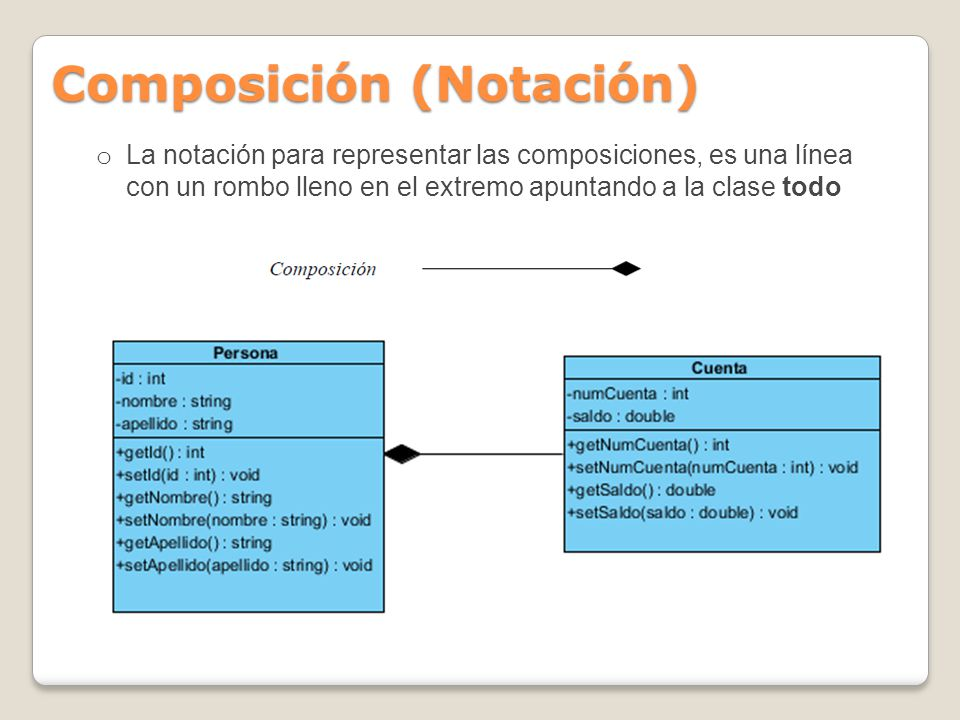 Composición (Notación)
o La notación para representar las composiciones, es una línea
con un rombo lleno en el extremo apuntando a la clase todo
Composición
Persona
-id : int
-nombre : string
-apellido : string
+getId() : int
+setId(id : int) : void
+getNombre() : string
+setNombre(nombre : string) : void
+getApellido() : string
+setApellido(apellido : string) : void
Cuenta
-numCuenta : int
-saldo : double
+getNumCuenta() : int
+setNumCuenta(numCuenta : int) : void
+getSaldo() : double
+setSaldo(saldo : double) : void